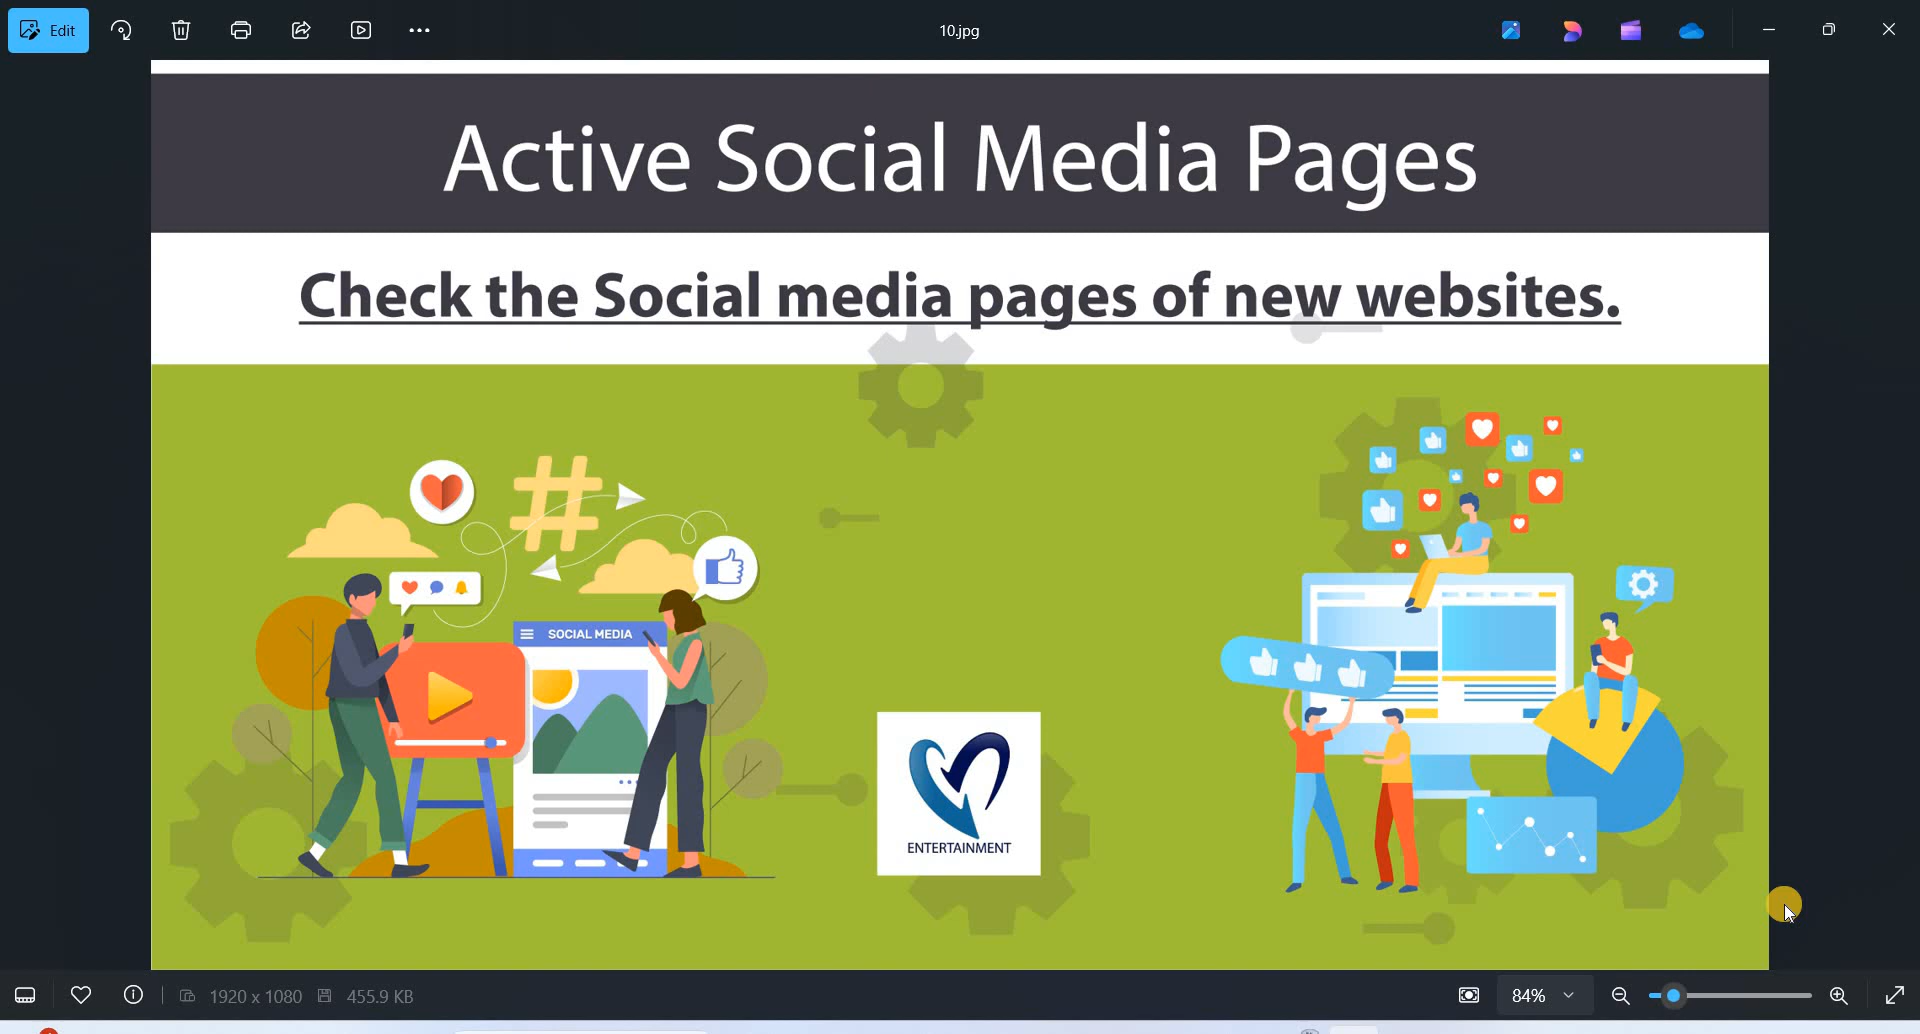 Edit
10.jpg
Active Social Media Pages
Check the Social media pages of new websites.
SOCIAL MEDIA
ENTERTAINMENT
1920 x 1080
455.9 KB
84%